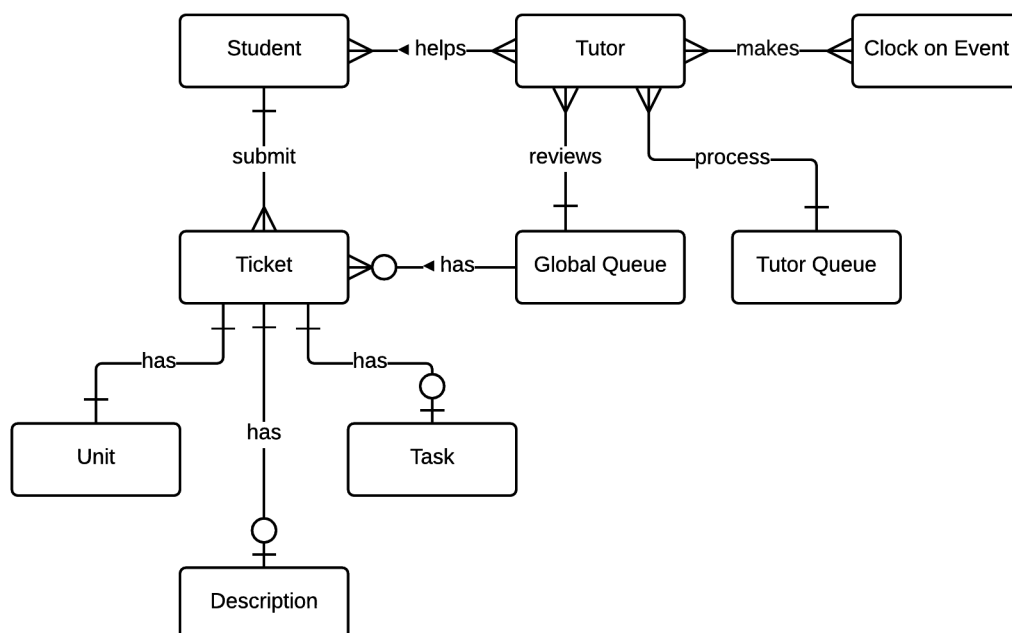 Student
helps
Tutor
makes
Clock on Event
submit
reviews
process
Ticket
has
Global Queue
Tutor Queue
has
has
has
Unit
Task
Description